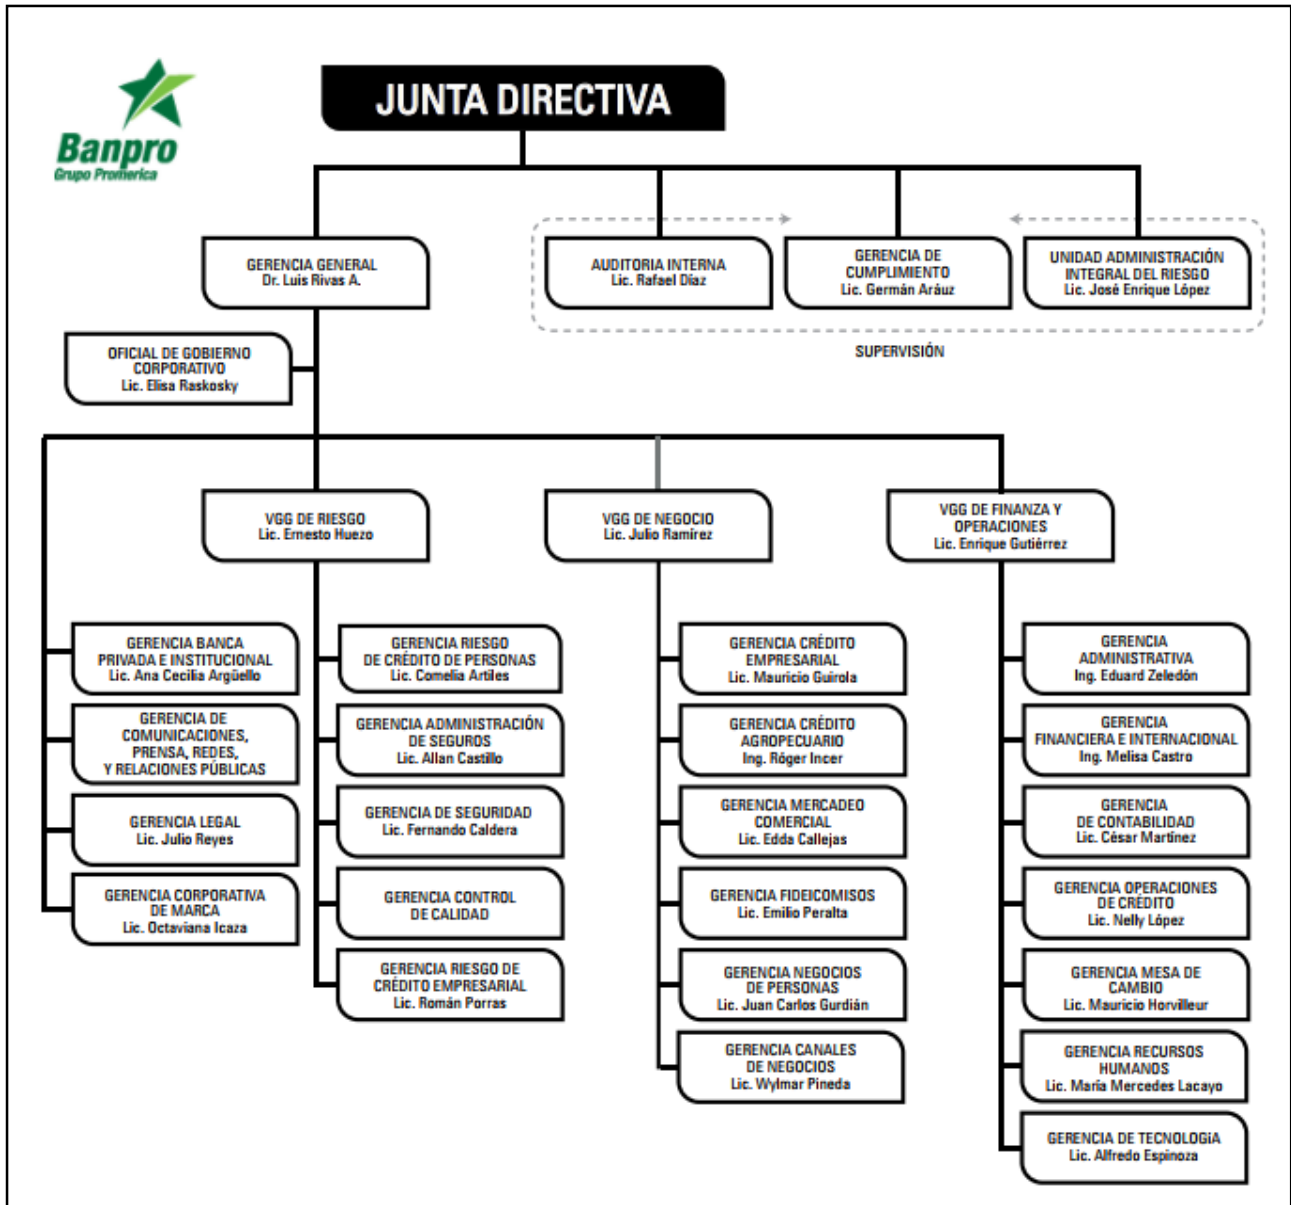 JUNTA DIRECTIVA
Banpro
Grupo Promerica
GERENCIA GENERAL
Dr. Luis Rivas A.
AUDITORIA INTERNA
Lic. Rafael Díaz
GERENCIA DE
CUMPLIMIENTO
Lic. Germán Aráuz
UNIDAD ADMINISTRACIÓN
INTEGRAL DEL RIESGO
Lic. José Enrique López
SUPERVISIÓN
OFICIAL DE GOBIERNO
CORPORATIVO
Lic. Elisa Raskosky
VGG DE RIESGO
Lic. Ernesto Huezo
VGG DE NEGOCIO
Lic. Julio Ramírez
VGG DE FINANZA Y
OPERACIONES
Lic. Enrique Gutiérrez
GERENCIA BANCA
PRIVADA E INSTITUCIONAL
Lic. Ana Cecilia Argüello
GERENCIA DE
COMUNICACIONES,
PRENSA, REDES,
Y RELACIONES PÚBLICAS
GERENCIA LEGAL
Lic. Julio Reyes
GERENCIA CORPORATIVA
DE MARCA
Lic. Octaviana Icaza
GERENCIA RIESGO
DE CRÉDITO DE PERSONAS
Lic. Comelia Artiles
GERENCIA ADMINISTRACIÓN
DE SEGUROS
Lic. Allan Castillo
GERENCIA DE SEGURIDAD
Lic. Fernando Caldera
GERENCIA CONTROL
DE CALIDAD
GERENCIA RIESGO DE
CRÉDITO EMPRESARIAL
Lic. Román Porras
GERENCIA CRÉDITO
EMPRESARIAL
Lic. Mauricio Guirola
GERENCIA CRÉDITO
AGROPECUARIO
Ing. Róger Incer
GERENCIA MERCADEO
COMERCIAL
Lic. Edda Callejas
GERENCIA FIDEICOMISOS
Lic. Emilio Peralta
GERENCIA NEGOCIOS
DE PERSONAS
Lic. Juan Carlos Gurdián
GERENCIA CANALES
DE NEGOCIOS
Lic. Wylmar Pineda
GERENCIA
ADMINISTRATIVA
Ing. Eduard Zeledón
GERENCIA
FINANCIERA E INTERNACIONAL
Ing. Melisa Castro
GERENCIA
DE CONTABILIDAD
Lic. César Martínez
GERENCIA OPERACIONES
DE CRÉDITO
Lic. Nelly López
GERENCIA MESA DE
CAMBIO
Lic. Mauricio Horvilleur
GERENCIA RECURSOS
HUMANOS
Lic. María Mercedes Lacayo
GERENCIA DE TECNOLOGíA
Lic. Alfredo Espinoza